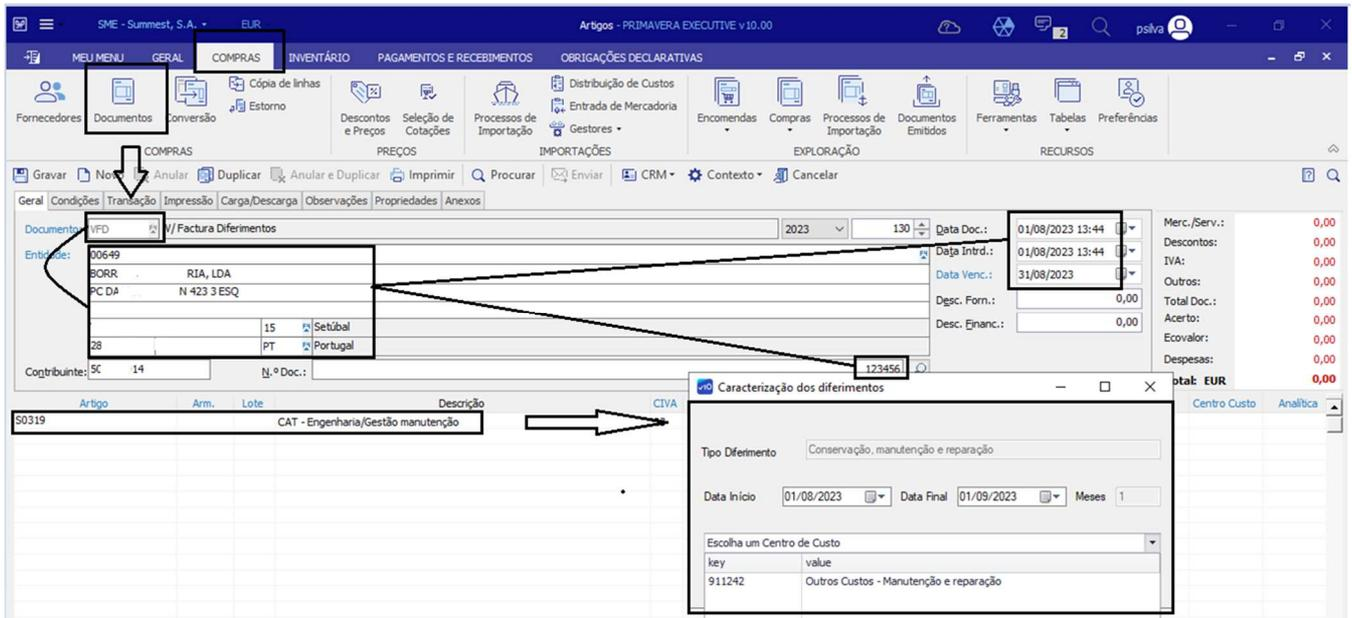 SME - Summest, S.A.
EUR
Artigos - PRIMAVERA EXECUTIVE v10.00
2
psilva
MEU MENU GERAL COMPRAS INVENTÁRIO PAGAMENTOS E RECEBIMENTOS OBRIGAÇÕES DECLARATIVAS
Fornecedores
Documentos
Conversão
Cópia de linhas
Estorno
COMPRAS
Descontos
e Preços
Seleção de
Cotações
PREÇOS
Processos de
Importação
Distribuição de Custos
Entrada de Mercadoria
Gestores
IMPORTAÇÕES
Encomendas
Compras
Processos de
Importação
Documentos
Emitidos
EXPLORAÇÃO
Ferramentas
Tabelas
Preferências
RECURSOS
Gravar Novo Anular Duplicar Anular e Duplicar Imprimir Procurar Enviar CRM Contexto Cancelar
Geral Condições Transação Impressão Carga/Descarga Observações Propriedades Anexos
Documento: VFD V/ Factura Diferimentos 2023 130
Entidade: 00649
BORR RIA, LDA
PC DA N 423 3 ESQ
15 Setúbal
28 PT Portugal
Contribuinte: 50 14 N.º Doc.: 123456
Data Doc.: 01/08/2023 13:44
Data Intrd.: 01/08/2023 13:44
Data Venc.: 31/08/2023
Desc. Forn.: 0,00
Desc. Financ.: 0,00
Merc./Serv.: 0,00
Descontos: 0,00
IVA: 0,00
Outros: 0,00
Total Doc.: 0,00
Acerto: 0,00
Ecovalor: 0,00
Despesas: 0,00
Total: EUR 0,00
Artigo Arm. Lote Descrição CIVA Centro Custo Analítica
S0319 CAT - Engenharia/Gestão manutenção
v10 Caracterização dos diferimentos
Tipo Diferimento Conservação, manutenção e reparação
Data Início 01/08/2023 Data Final 01/09/2023 Meses 1
Escolha um Centro de Custo
key value
911242 Outros Custos - Manutenção e reparação